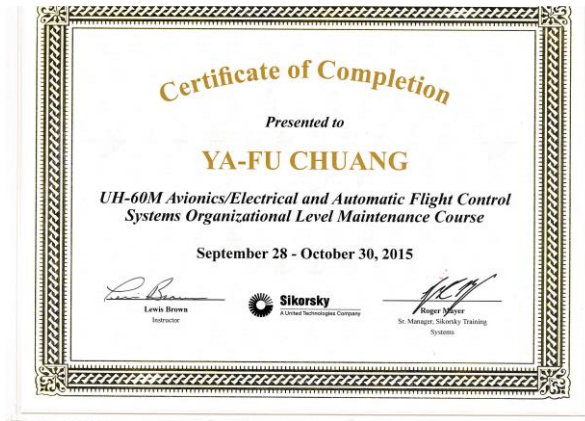 Certificate of Completion
Presented to
YA-FU CHUANG
UH-60M Avionics/Electrical and Automatic Flight Control
Systems Organizational Level Maintenance Course
September 28 - October 30, 2015
Lewis Brown
Instructor
Sikorsky
A United Technologies Company
Roger Mayer
Sr. Manager, Sikorsky Training
Systems